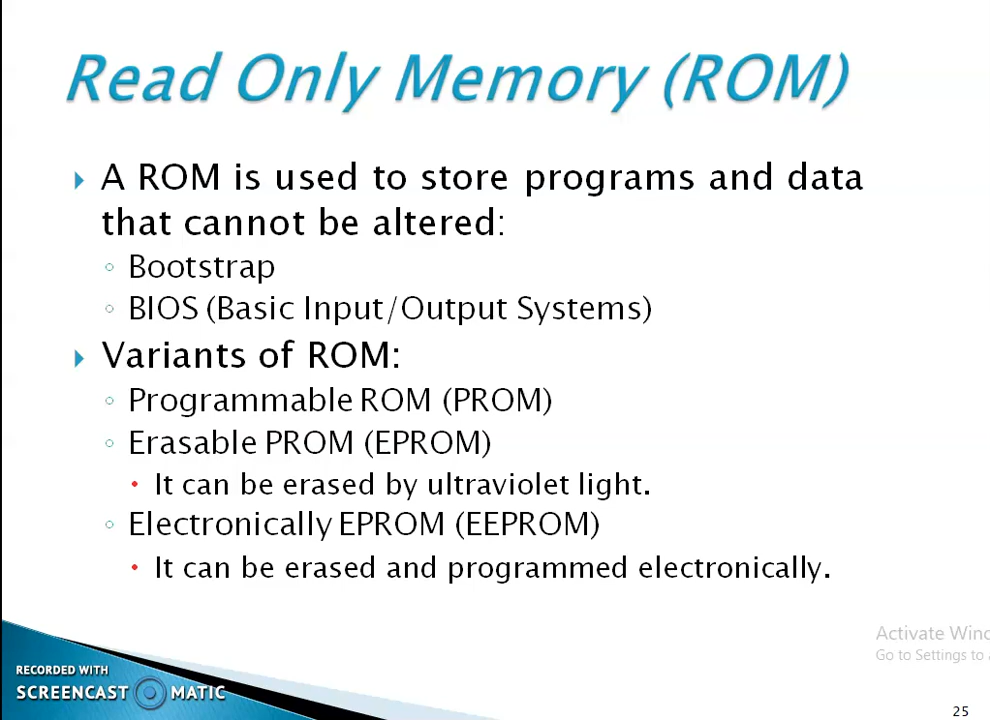 Read Only Memory (ROM)
A ROM is used to store programs and data
that cannot be altered:
Bootstrap
BIOS (Basic Input/Output Systems)
Variants of ROM:
Programmable ROM (PROM)
Erasable PROM (EPROM)
It can be erased by ultraviolet light.
Electronically EPROM (EEPROM)
It can be erased and programmed electronically.
Activate Wind
Go to Settings to
RECORDED WITH
SCREENCAST MATIC
25